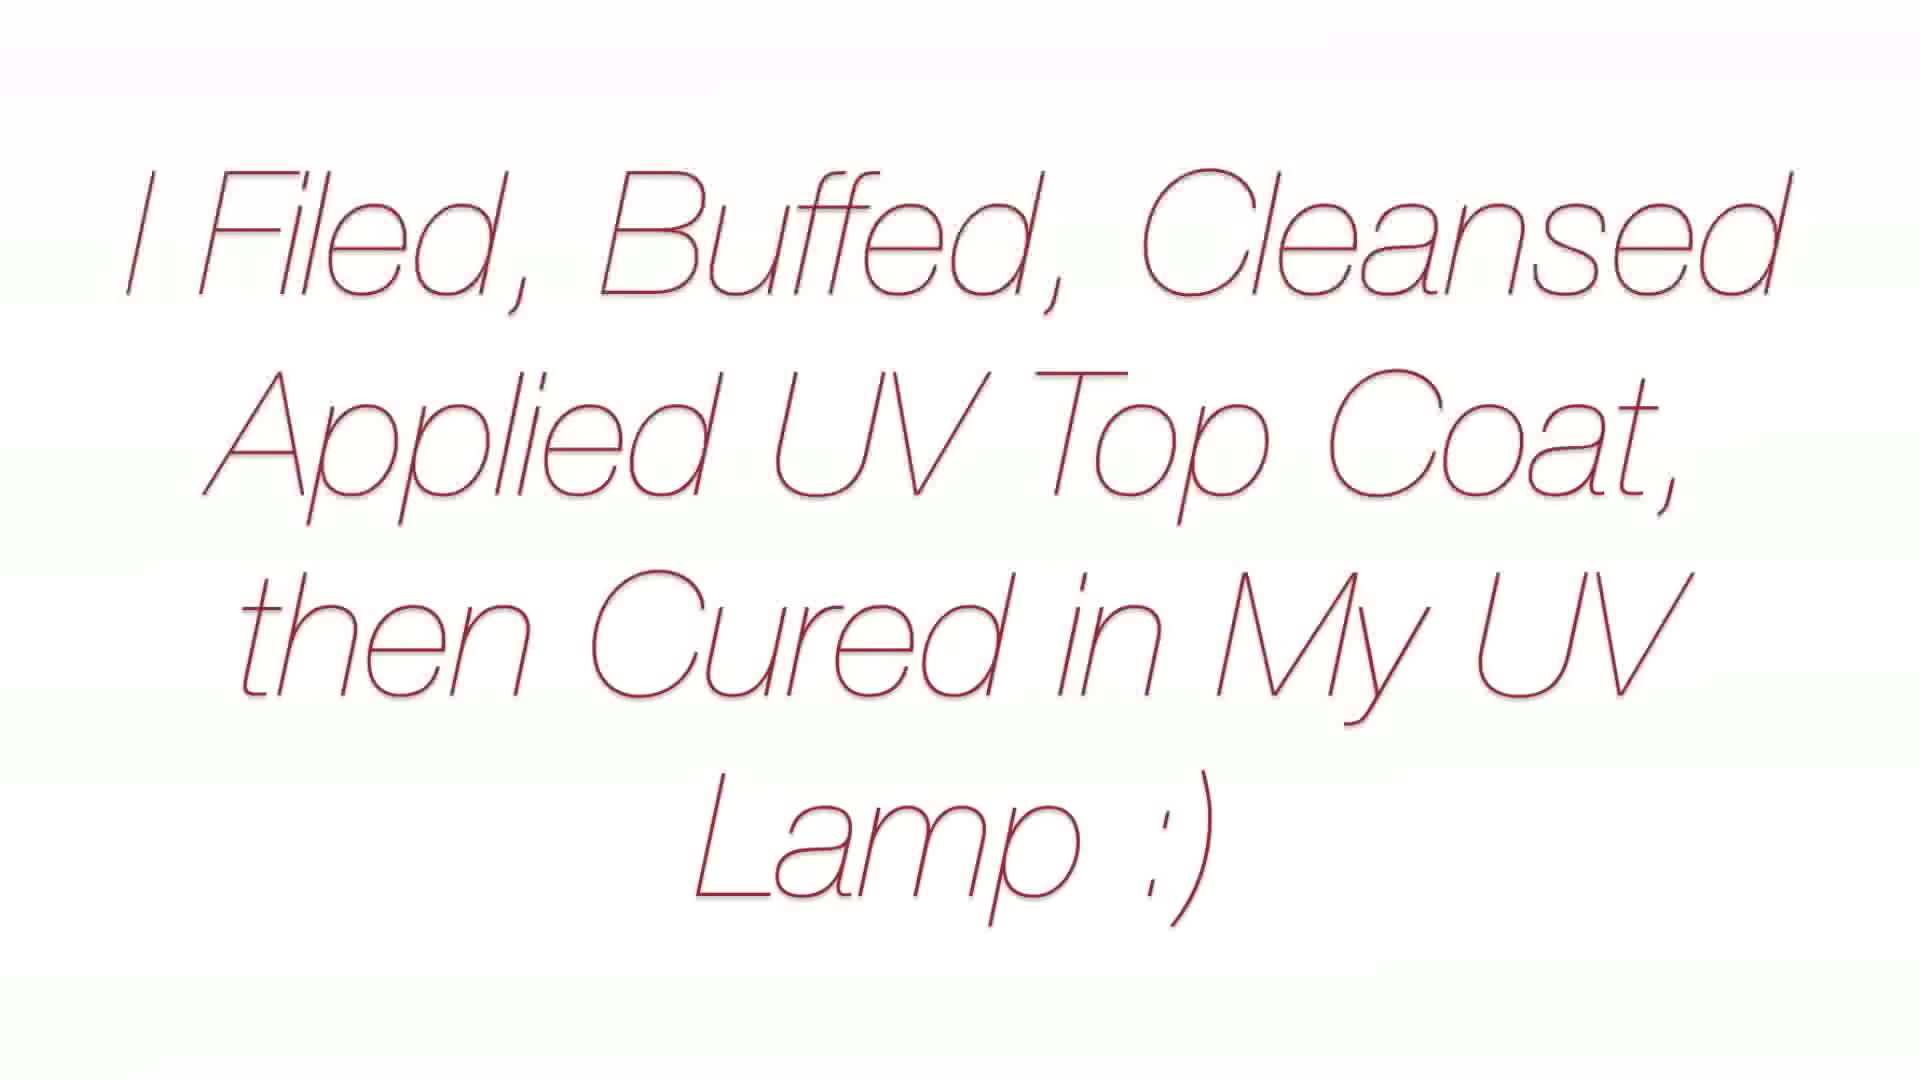 I Filed, Buffed, Cleansed
Applied UV Top Coat,
then Cured in My UV
Lamp :)